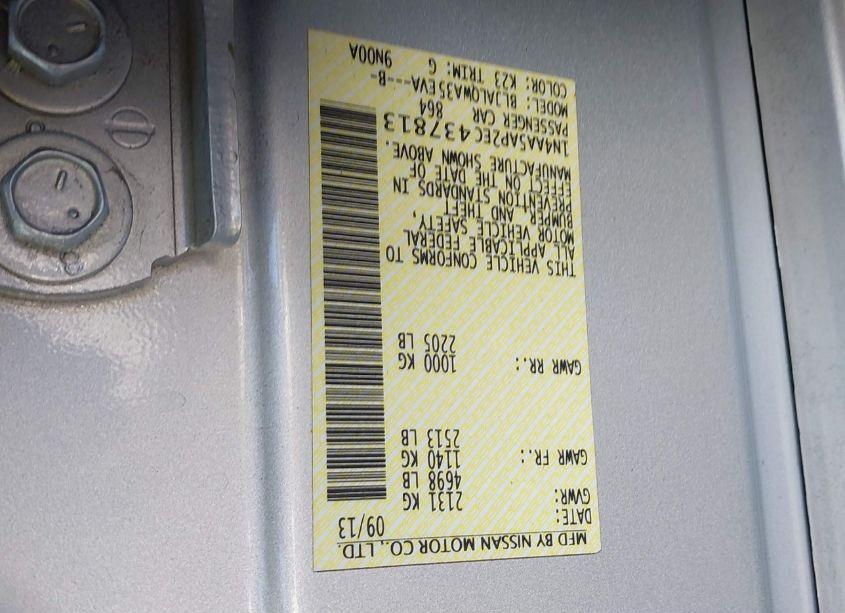 MFD BY NISSAN MOTOR CO., LTD.
DATE: 09/13
GVWR: 2131 KG
4698 LB
GAWR FR.: 1140 KG
2513 LB
GAWR RR.: 1000 KG
2205 LB
THIS VEHICLE CONFORMS TO
ALL APPLICABLE FEDERAL
MOTOR VEHICLE SAFETY,
BUMPER, AND THEFT
PREVENTION STANDARDS IN
EFFECT ON THE DATE OF
MANUFACTURE SHOWN ABOVE.
1N4AA5AP2EC437813
PASSENGER CAR 864
MODEL: BLJALQWA35EVA---B-
COLOR: K23 TRIM: G 9N00A